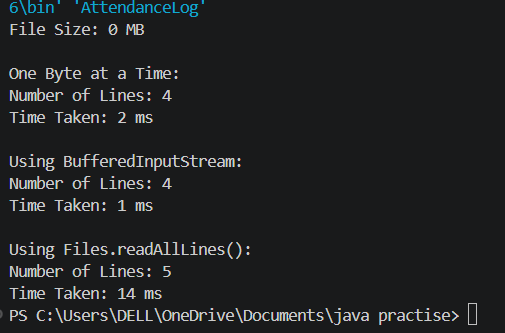 6\bin' 'AttendanceLog'
File Size: 0 MB
One Byte at a Time:
Number of Lines: 4
Time Taken: 2 ms
Using BufferedInputStream:
Number of Lines: 4
Time Taken: 1 ms
Using Files.readAllLines():
Number of Lines: 5
Time Taken: 14 ms
PS C:\Users\DELL\OneDrive\Documents\java practise>